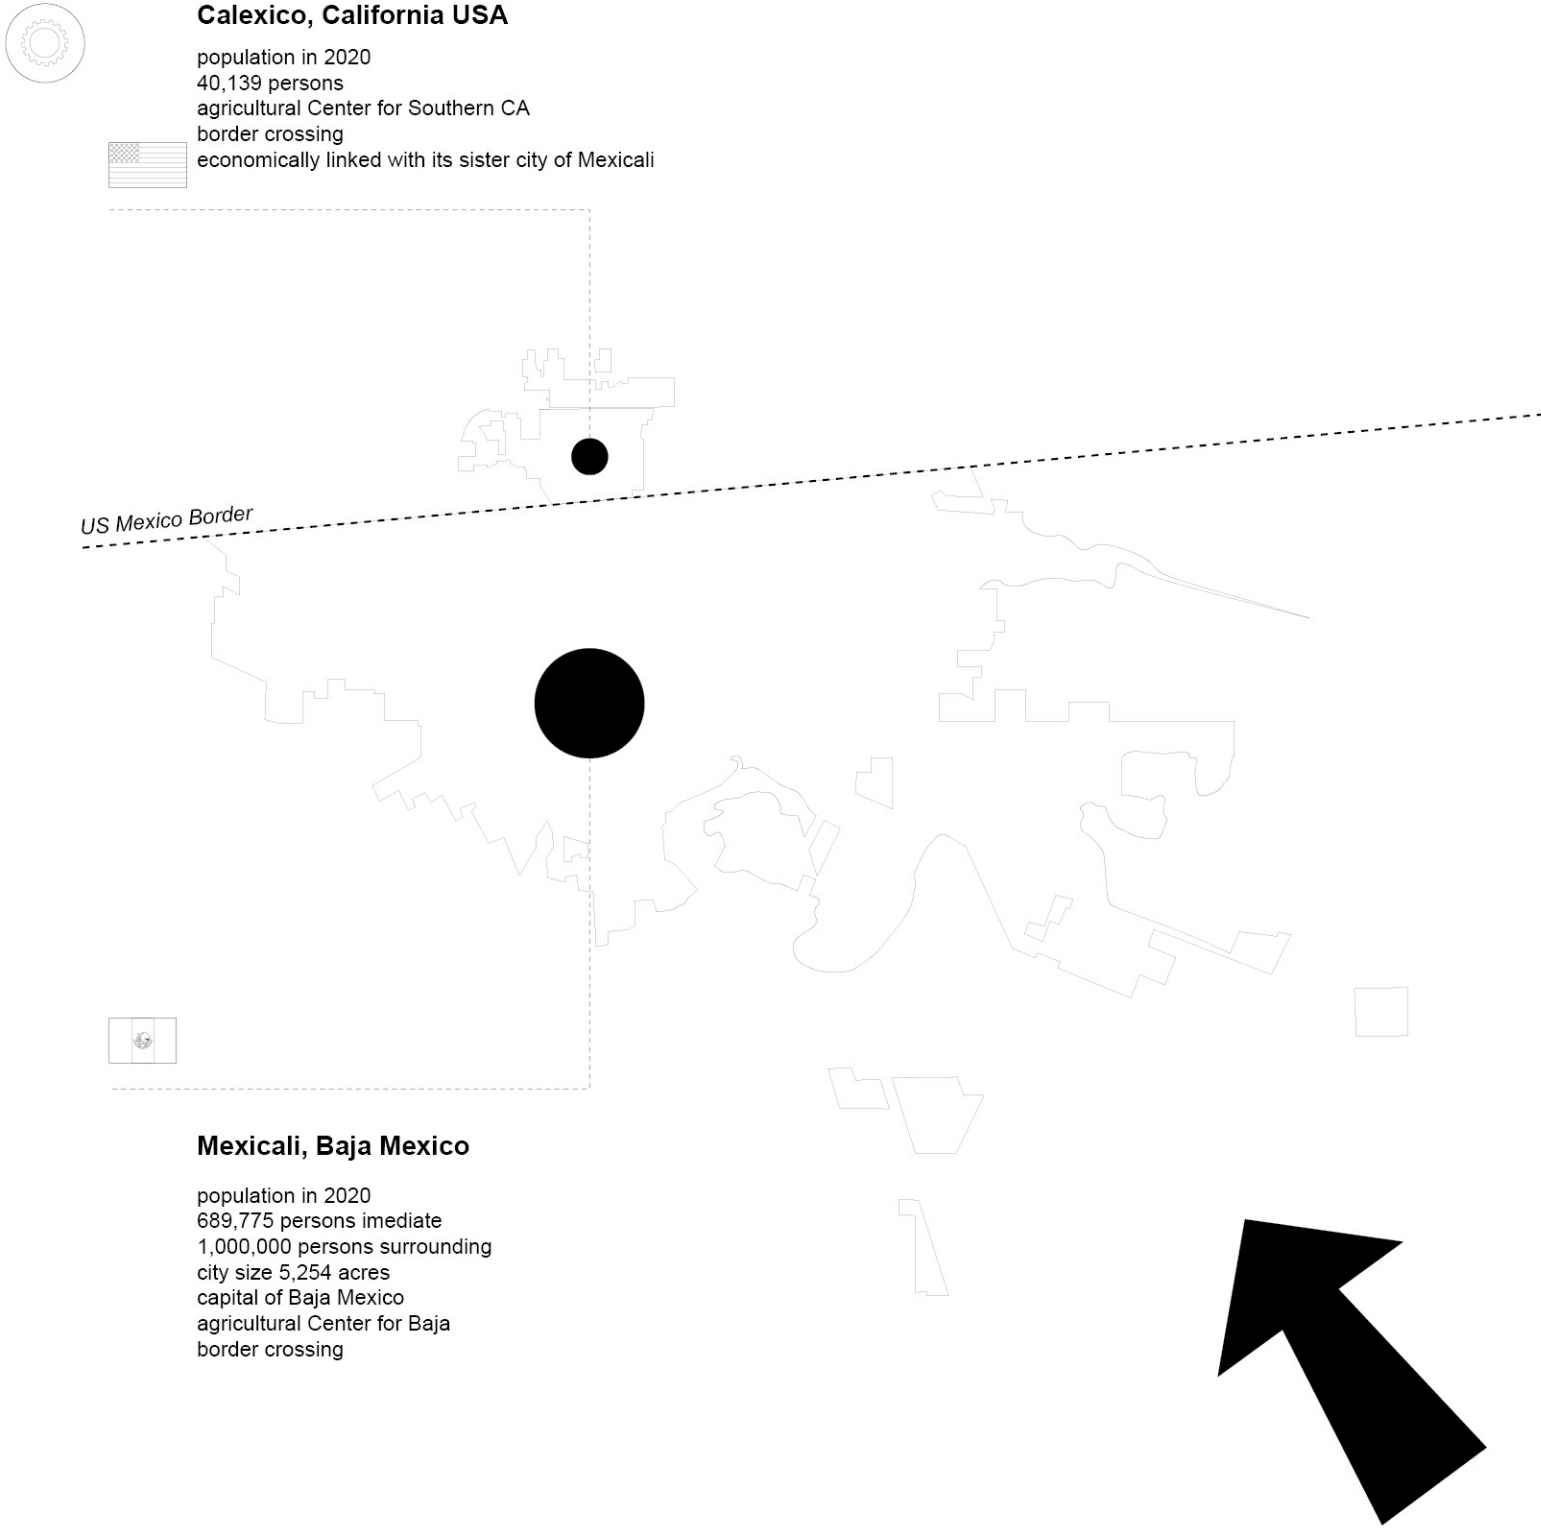 Calexico, California USA
population in 2020
40,139 persons
agricultural Center for Southern CA
border crossing
economically linked with its sister city of Mexicali
US Mexico Border
Mexicali, Baja Mexico
population in 2020
689,775 persons imediate
1,000,000 persons surrounding
city size 5,254 acres
capital of Baja Mexico
agricultural Center for Baja
border crossing